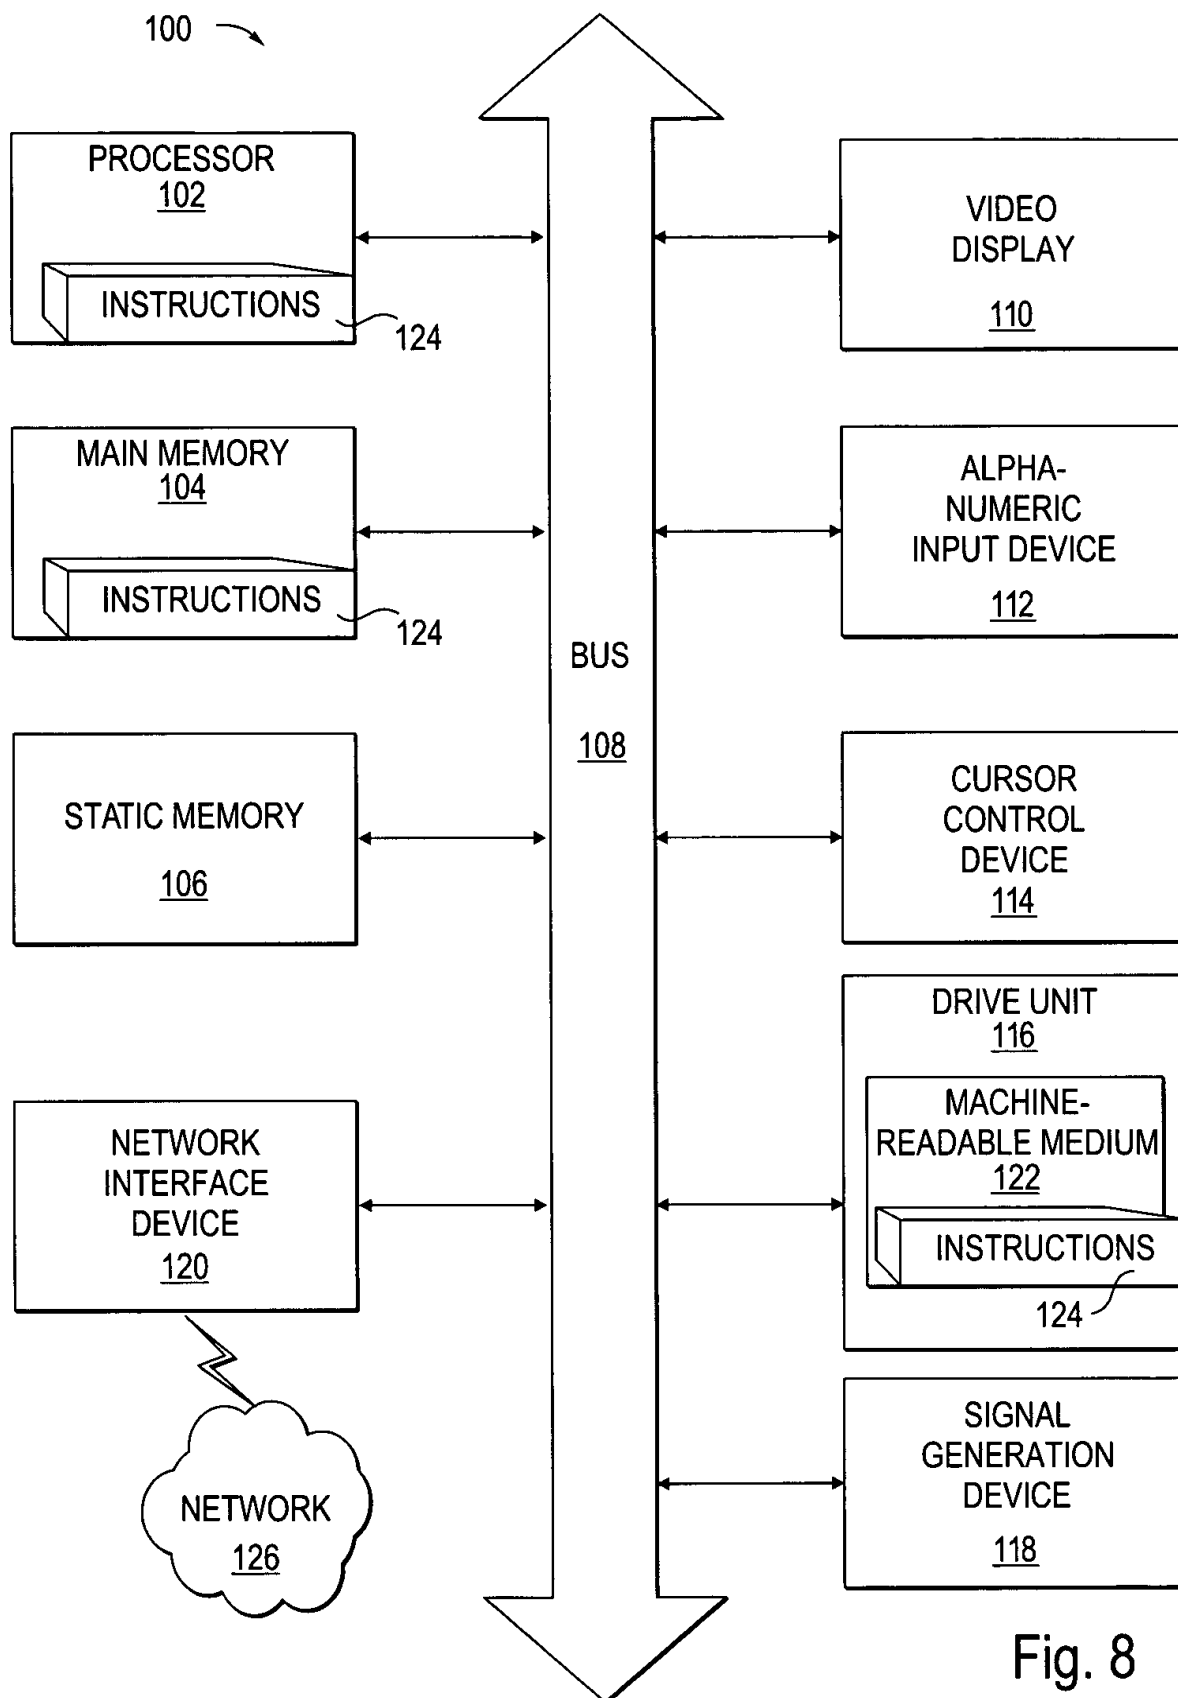 100
PROCESSOR
102
INSTRUCTIONS
124
MAIN MEMORY
104
INSTRUCTIONS
124
STATIC MEMORY
106
NETWORK
INTERFACE
DEVICE
120
NETWORK
126
BUS
108
VIDEO
DISPLAY
110
ALPHA-
NUMERIC
INPUT DEVICE
112
CURSOR
CONTROL
DEVICE
114
DRIVE UNIT
116
MACHINE-
READABLE MEDIUM
122
INSTRUCTIONS
124
SIGNAL
GENERATION
DEVICE
118
Fig. 8